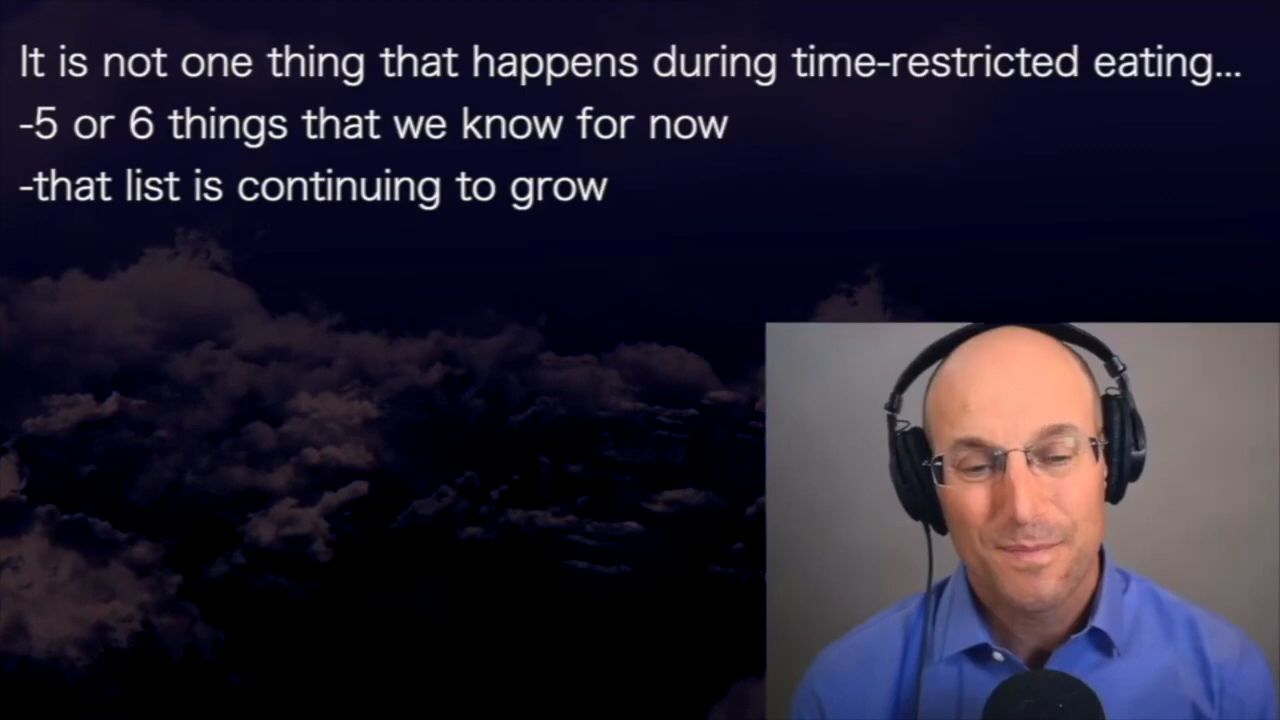 It is not one thing that happens during time-restricted eating...
-5 or 6 things that we know for now
-that list is continuing to grow